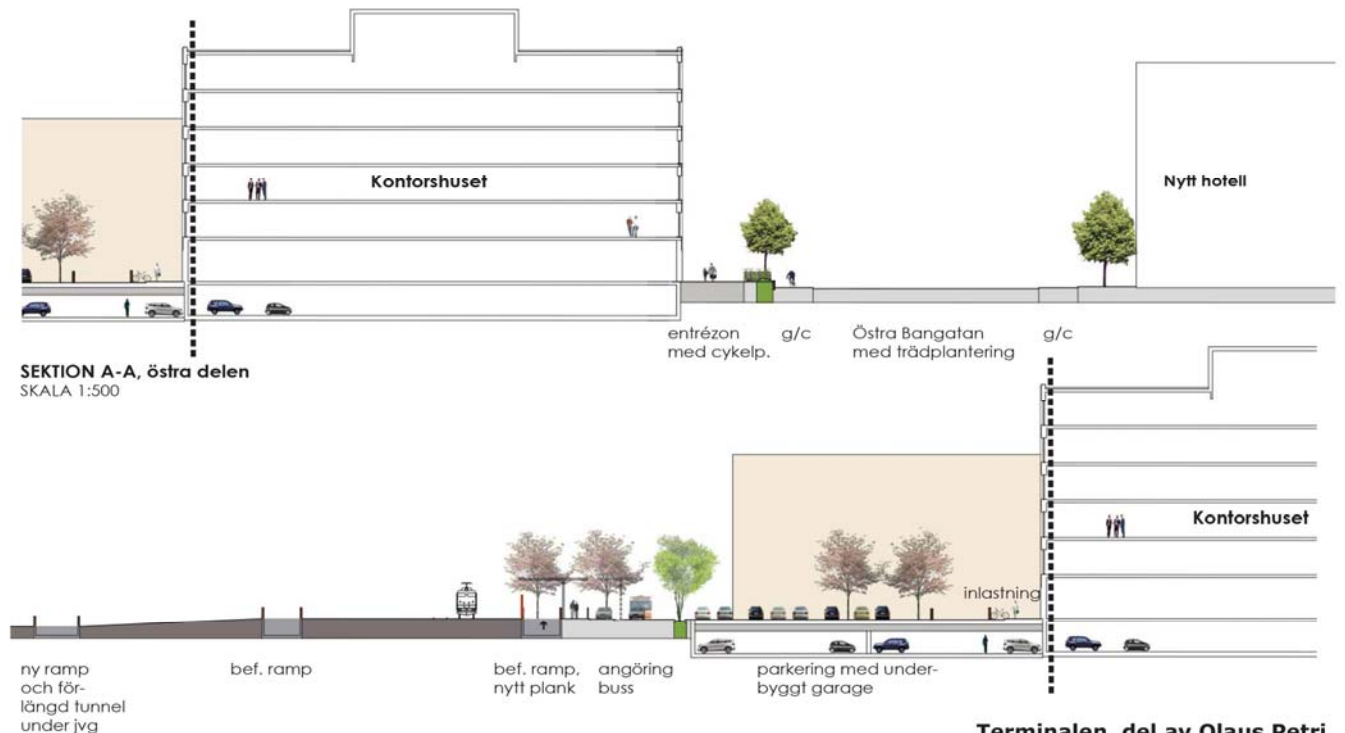 Kontorshuset
Nytt hotell
entrézon
med cykelp.
g/c
Östra Bangatan
med trädplantering
g/c
SEKTION A-A, östra delen
SKALA 1:500
Kontorshuset
inlastning
ny ramp
och för-
längd tunnel
under jvg
bef. ramp
bef. ramp,
nytt plank
angöring
buss
parkering med under-
byggt garage
Terminalen, del av Olaus Petri